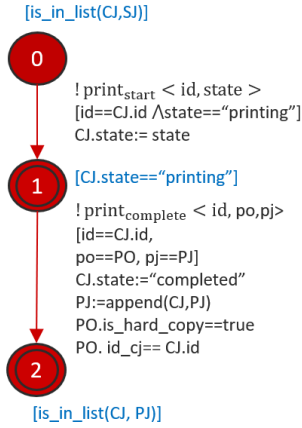 [is_in_list(CJ,SJ)]
0
! print_start < id, state >
[id==CJ.id ⋀state==“printing”]
CJ.state:= state
1
[CJ.state==“printing”]
! print_complete < id, po,pj>
[id==CJ.id,
po==PO, pj==PJ]
CJ.state:=“completed”
PJ:=append(CJ,PJ)
PO.is_hard_copy==true
PO. id_cj== CJ.id
2
[is_in_list(CJ, PJ)]